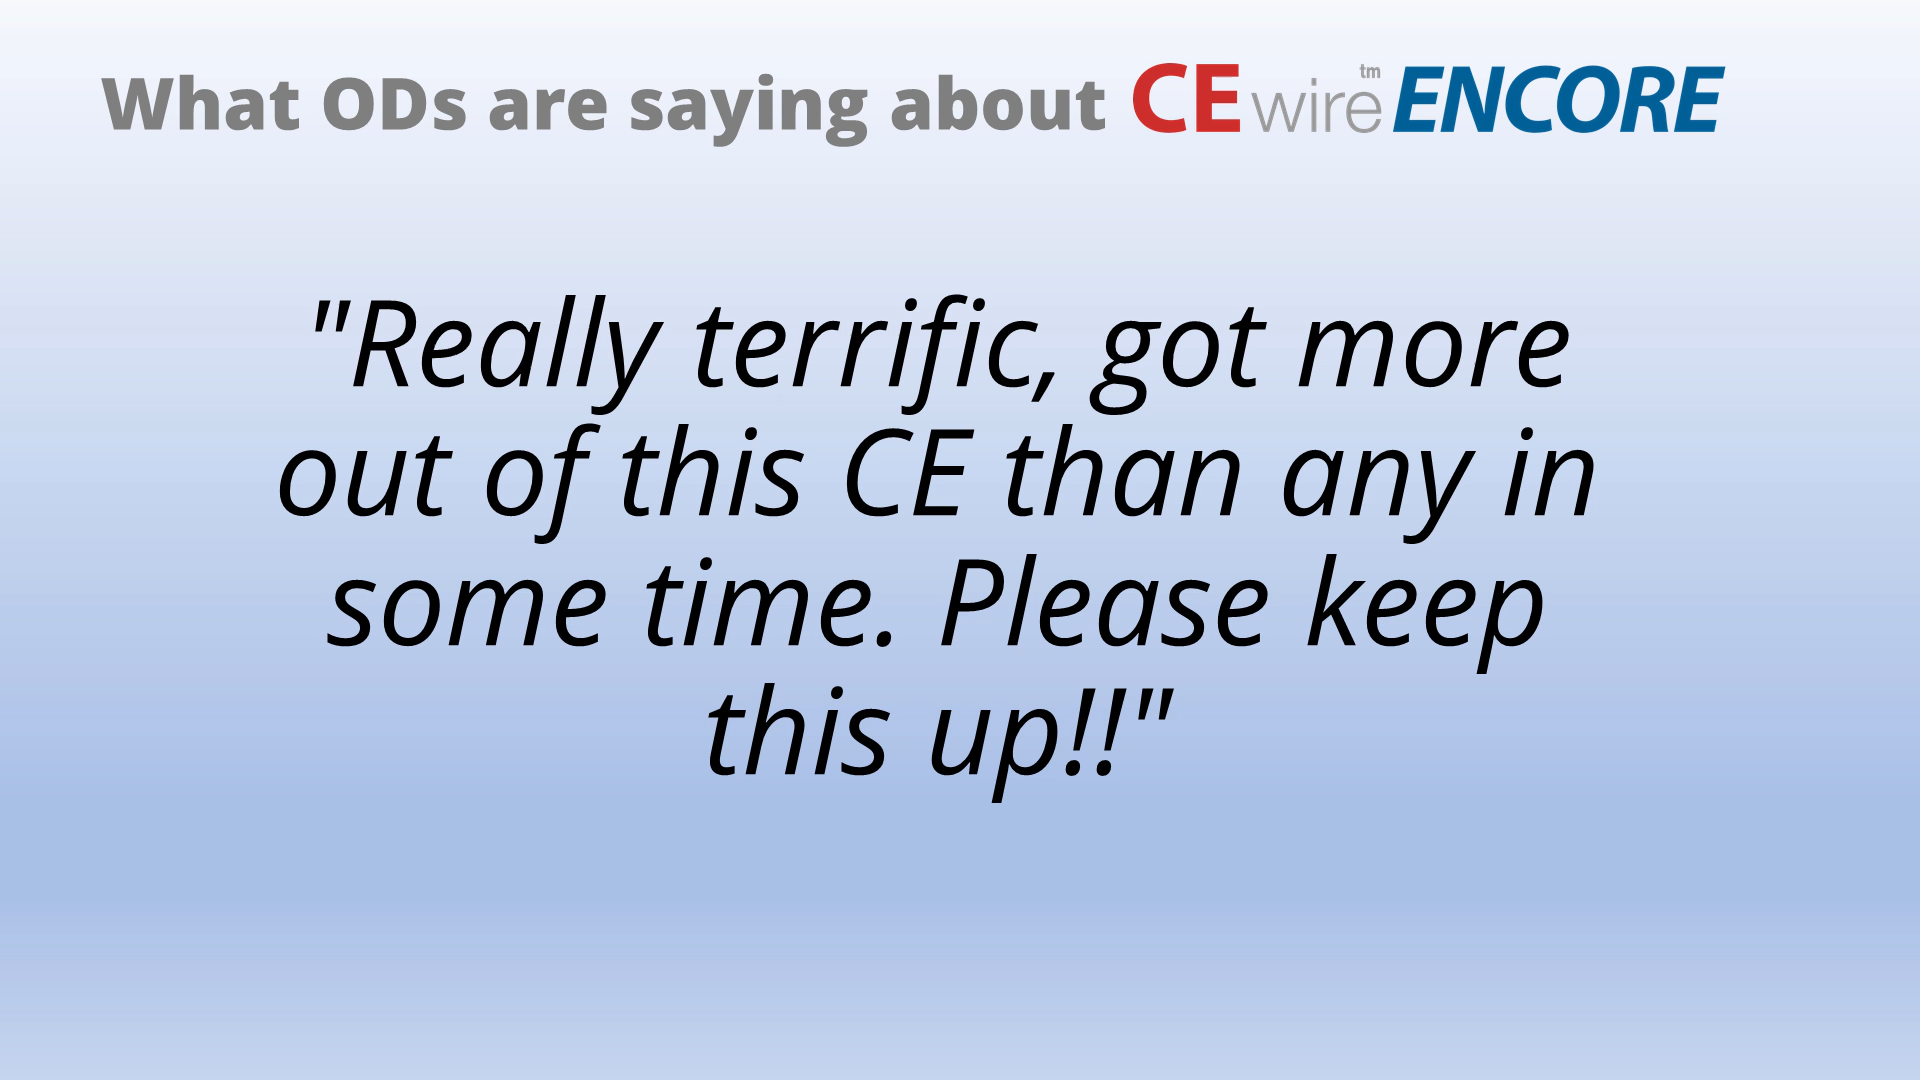 What ODs are saying about CE wire tm ENCORE
"Really terrific, got more
out of this CE than any in
some time. Please keep
this up!!"